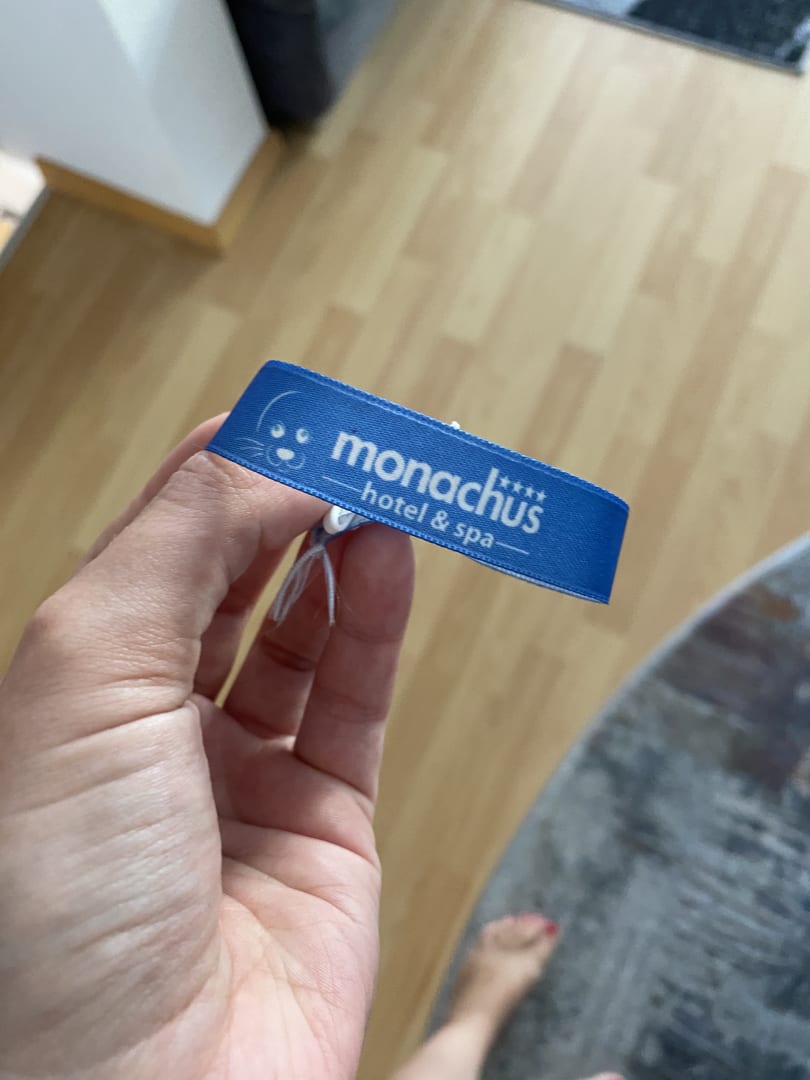 monachus
★★★★
hotel & spa